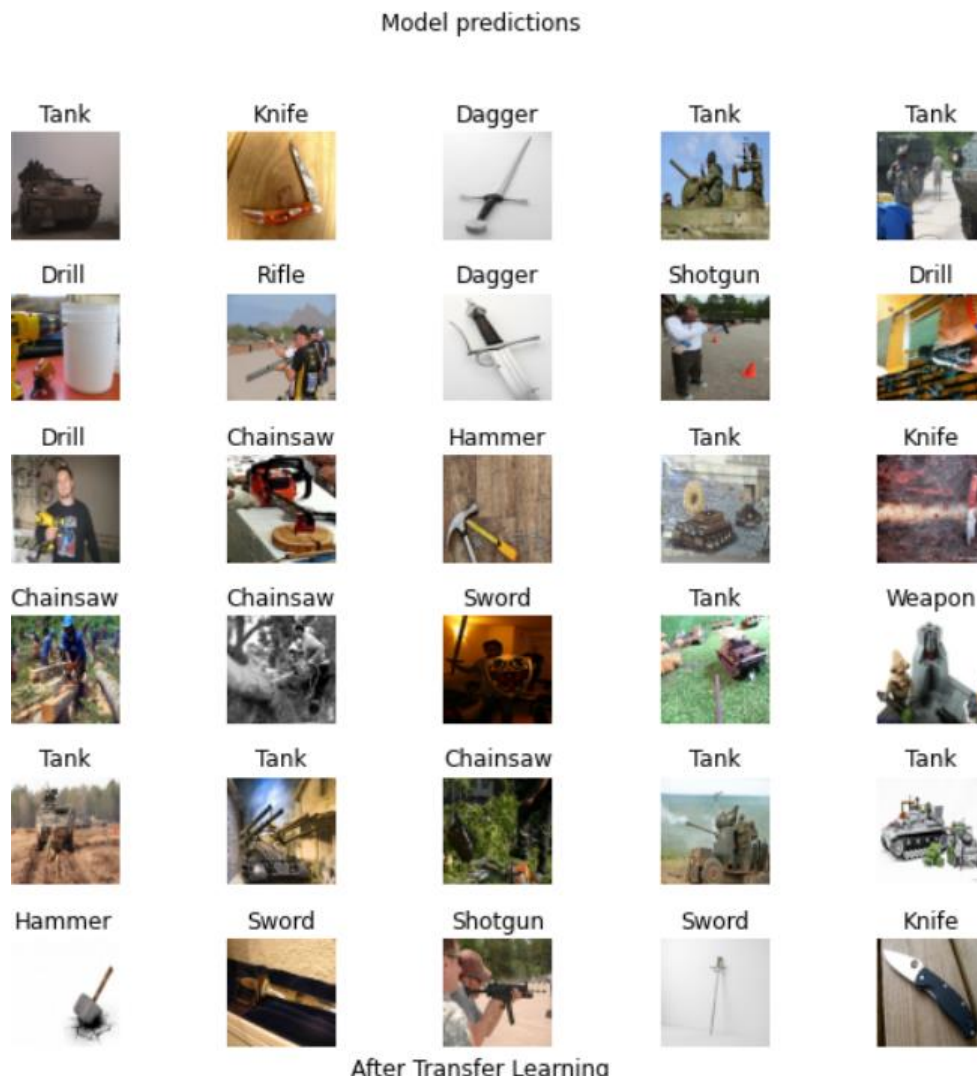 Model predictions
Tank Knife Dagger Tank Tank
Drill Rifle Dagger Shotgun Drill
Drill Chainsaw Hammer Tank Knife
Chainsaw Chainsaw Sword Tank Weapon
Tank Tank Chainsaw Tank Tank
Hammer Sword Shotgun Sword Knife
After Transfer Learning